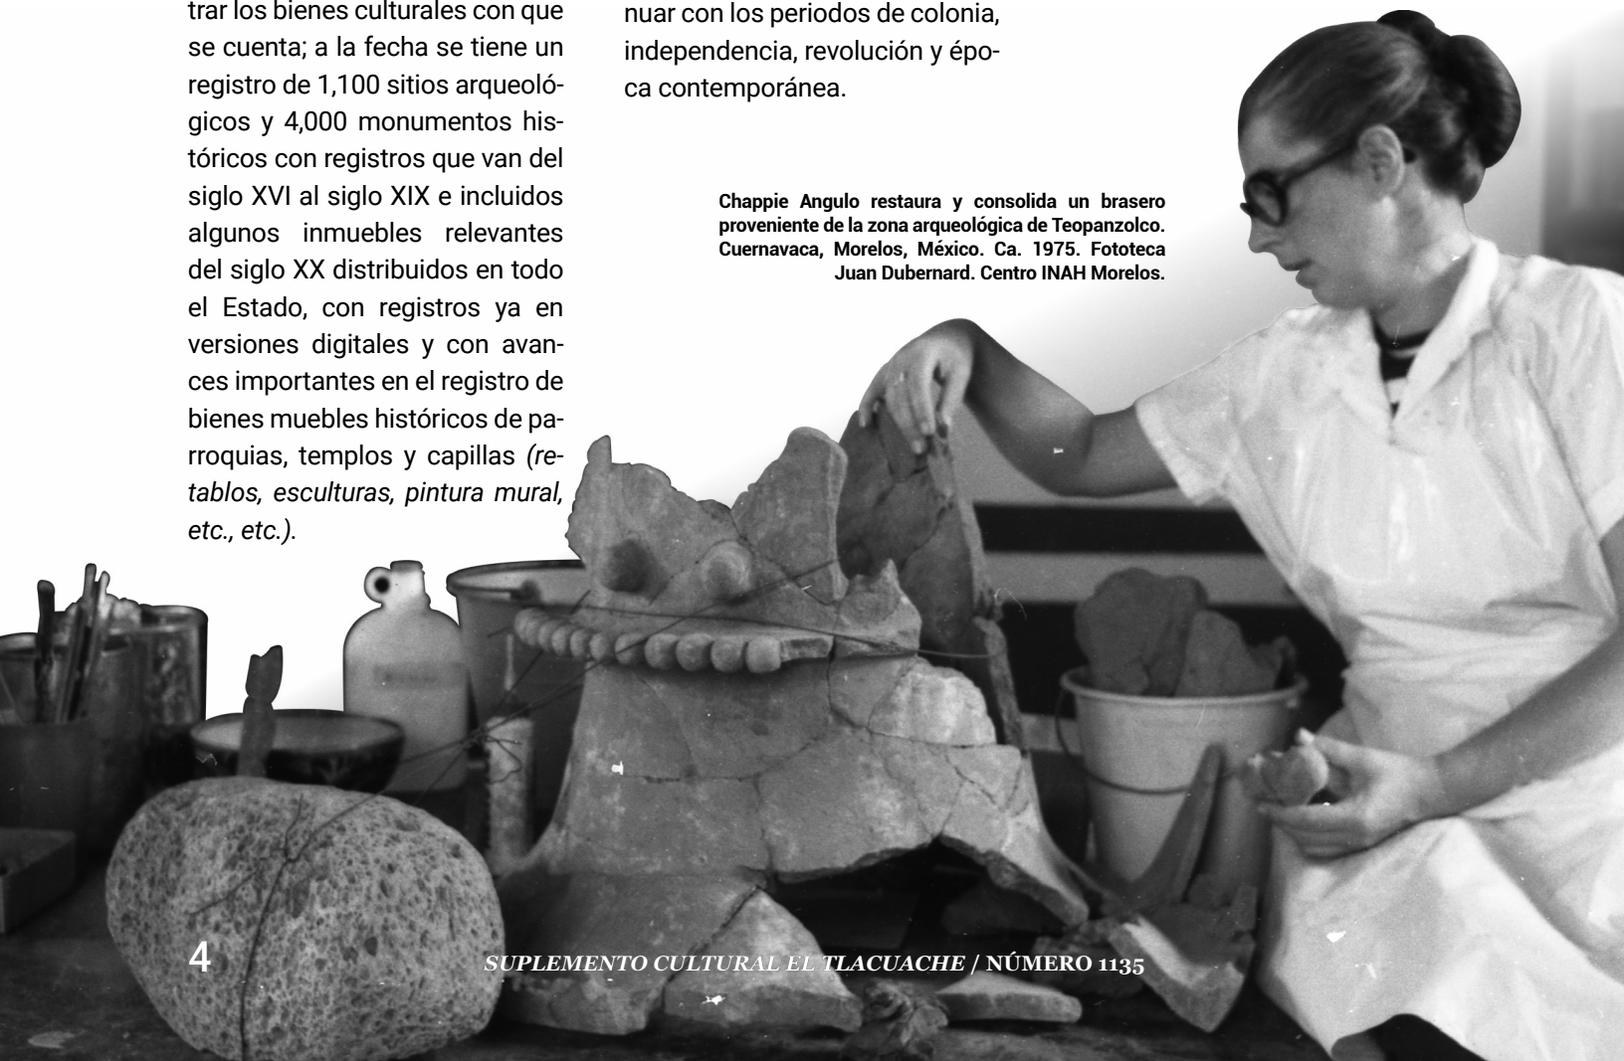 trar los bienes culturales con que
se cuenta; a la fecha se tiene un
registro de 1,100 sitios arqueoló-
gicos y 4,000 monumentos his-
tóricos con registros que van del
siglo XVI al siglo XIX e incluidos
algunos inmuebles relevantes
del siglo XX distribuidos en todo
el Estado, con registros ya en
versiones digitales y con avan-
ces importantes en el registro de
bienes muebles históricos de pa-
rroquias, templos y capillas (re-
tablos, esculturas, pintura mural,
etc., etc.).
nuar con los periodos de colonia,
independencia, revolución y épo-
ca contemporánea.
Chappie Angulo restaura y consolida un brasero
proveniente de la zona arqueológica de Teopanzolco.
Cuernavaca, Morelos, México. Ca. 1975. Fototeca
Juan Dubernard. Centro INAH Morelos.
4
SUPLEMENTO CULTURAL EL TLACUACHE / NÚMERO 1135